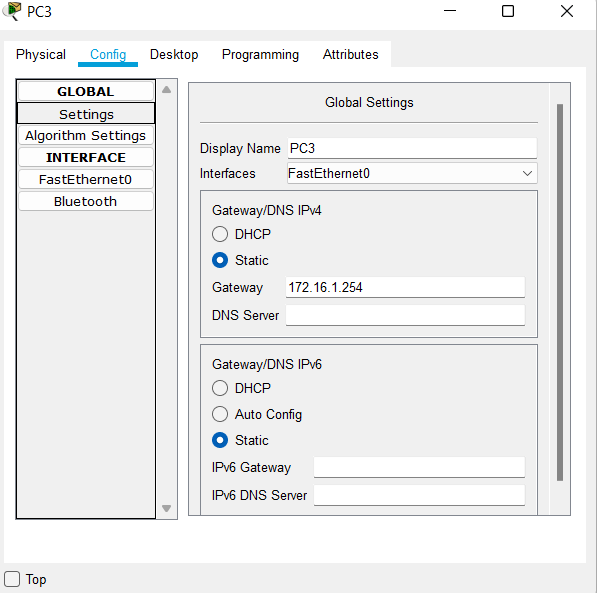 PC3
Physical Config Desktop Programming Attributes
GLOBAL
Settings
Algorithm Settings
INTERFACE
FastEthernet0
Bluetooth
Global Settings
Display Name PC3
Interfaces FastEthernet0
Gateway/DNS IPv4
DHCP
Static
Gateway 172.16.1.254
DNS Server
Gateway/DNS IPv6
DHCP
Auto Config
Static
IPv6 Gateway
IPv6 DNS Server
Top